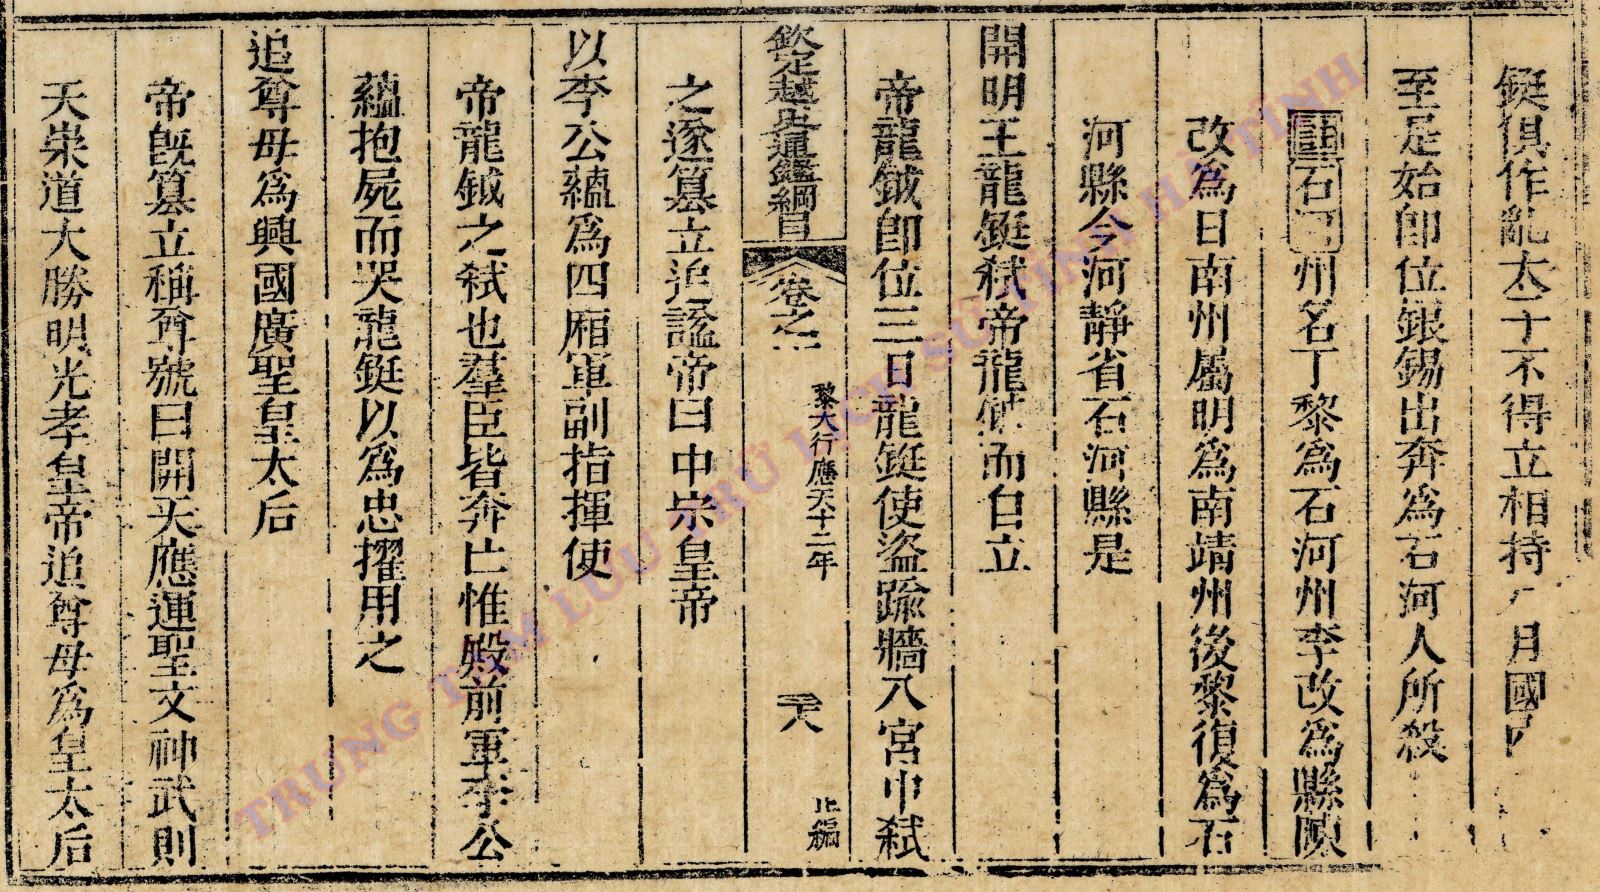 鋌俱作亂太子不得立相持八月國
至是始即位銀錫出奔爲石河人所殺
註石河州名丁黎爲石河州李改爲縣陳
改爲日南州屬明爲南靖州後黎復爲石
河縣今河靜省石河縣是
開明王龍鋌弒帝龍鉞而自立
帝龍鉞即位三日龍鋌使盜踰牆入宮中弒
欽定越史通鑑綱目 卷之一 黎大行應天十二年 三十八 正編
之遂篡立追諡帝曰中宗皇帝
以李公蘊爲四廂軍副指揮使
帝龍鉞之弒也羣臣皆奔亡惟殿前軍李公
蘊抱屍而哭龍鋌以爲忠擢用之
追尊母爲興國廣聖皇太后
帝旣篡立稱尊號曰開天應運聖文神武則
天崇道大勝明光孝皇帝追尊母爲皇太后
TRUNG TÂM LƯU TRỮ LỊCH SỬ TỈNH HÀ TĨNH